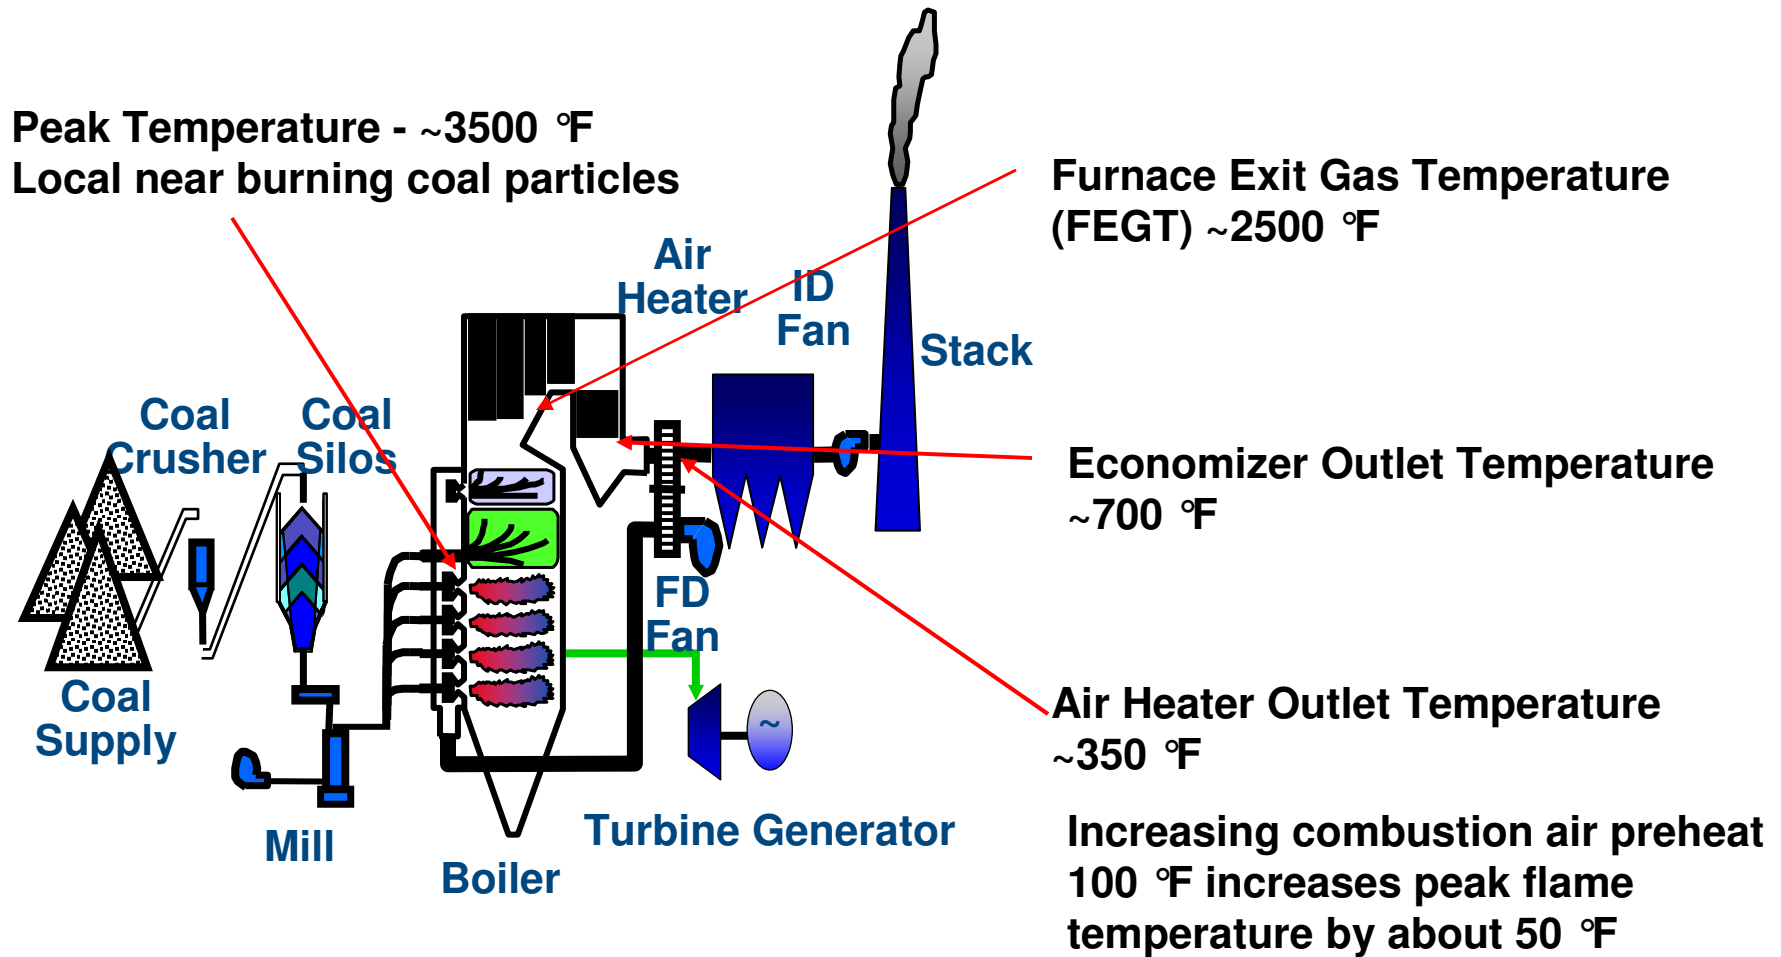 Peak Temperature - ~3500 °F
Local near burning coal particles
Furnace Exit Gas Temperature
(FEGT) ~2500 °F
Air
Heater
ID
Fan
Stack
Coal
Crusher
Coal
Silos
Economizer Outlet Temperature
~700 °F
FD
Fan
Coal
Supply
Air Heater Outlet Temperature
~350 °F
~
Mill
Turbine Generator
Boiler
Increasing combustion air preheat
100 °F increases peak flame
temperature by about 50 °F